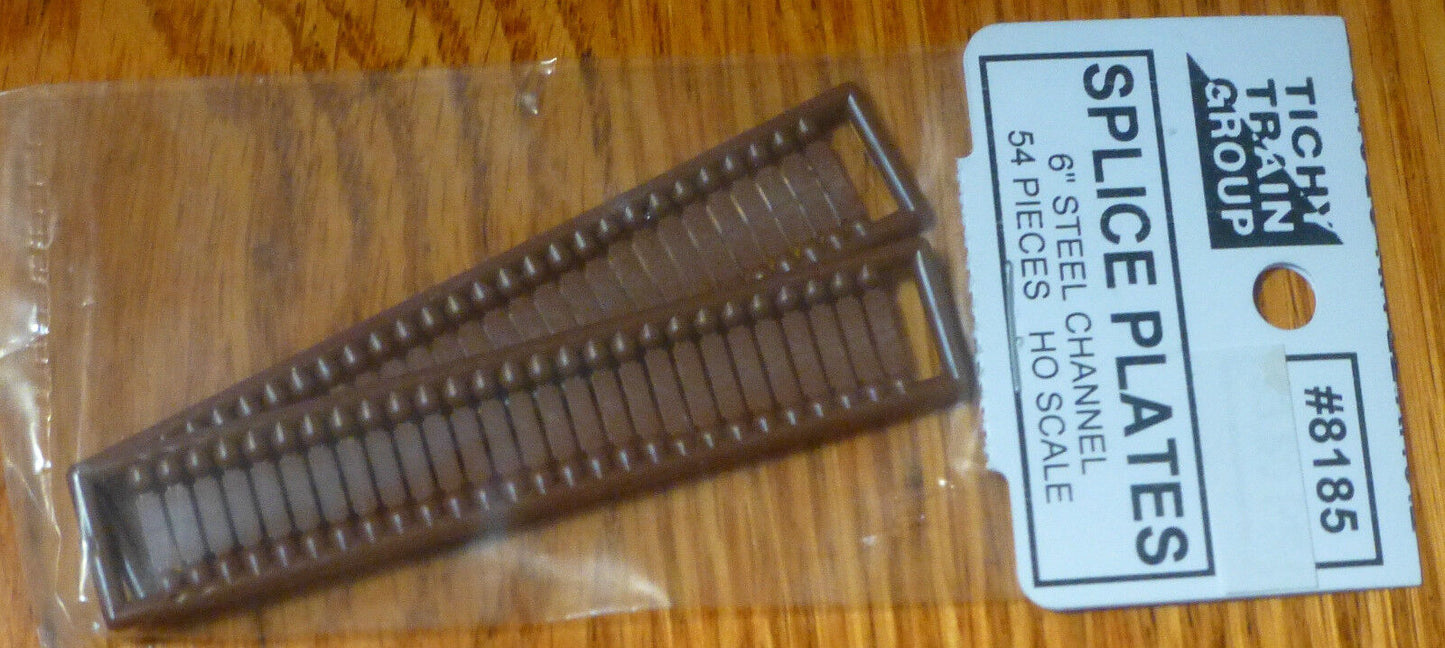 TICHY
TRAIN
GROUP
#8185
SPLICE PLATES
6" STEEL CHANNEL
54 PIECES HO SCALE